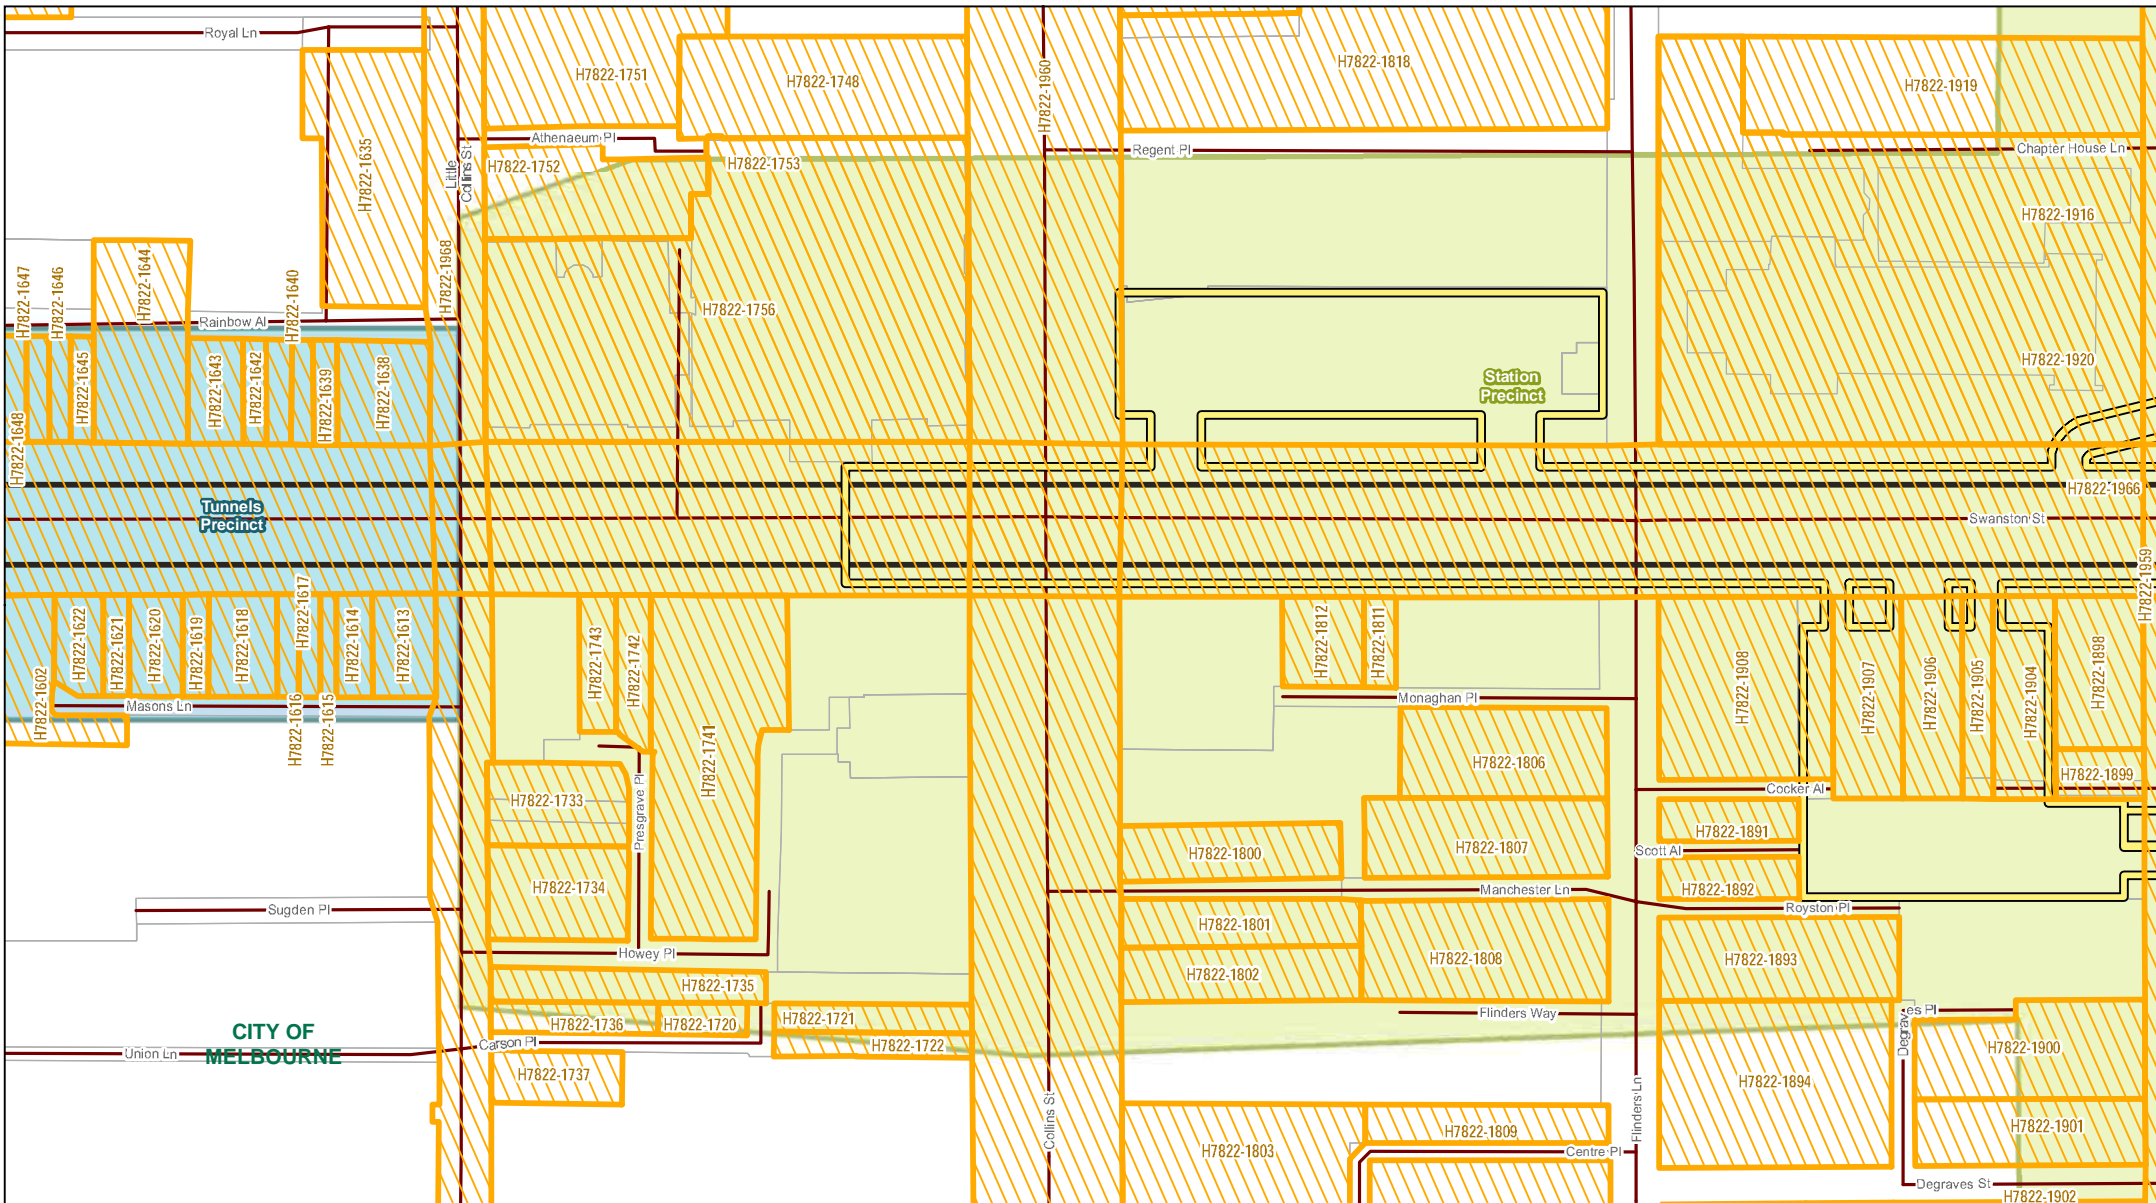 Royal Ln
H7822-1751
H7822-1748
H7822-1960
H7822-1818
H7822-1919
Athenaeum Pl
Regent Pl
Chapter House Ln
H7822-1635
Little
Collins St
H7822-1752
H7822-1753
H7822-1916
H7822-1647
H7822-1646
H7822-1644
H7822-1640
H7822-1968
Rainbow Al
H7822-1756
H7822-1920
H7822-1648
H7822-1645
H7822-1643
H7822-1642
H7822-1639
H7822-1638
Station
Precinct
Tunnels
Precinct
H7822-1966
Swanston St
H7822-1959
H7822-1602
H7822-1622
H7822-1621
H7822-1620
H7822-1619
H7822-1618
H7822-1617
H7822-1616
H7822-1615
H7822-1614
H7822-1613
Masons Ln
H7822-1743
H7822-1742
H7822-1741
H7822-1812
H7822-1811
Monaghan Pl
H7822-1908
H7822-1907
H7822-1906
H7822-1905
H7822-1904
H7822-1898
H7822-1899
H7822-1806
H7822-1733
Presgrave Pl
Cocker Al
H7822-1891
H7822-1800
H7822-1807
Scott Al
H7822-1734
H7822-1892
Manchester Ln
Sugden Pl
Royston Pl
H7822-1801
Howey Pl
H7822-1802
H7822-1808
H7822-1893
H7822-1735
H7822-1736
H7822-1720
H7822-1721
Flinders Way
Degraves Pl
CITY OF
MELBOURNE
Union Ln
Carson Pl
H7822-1722
H7822-1900
H7822-1737
H7822-1894
Collins St
Flinders Ln
H7822-1803
H7822-1809
H7822-1901
Centre Pl
Degraves St
H7822-1902